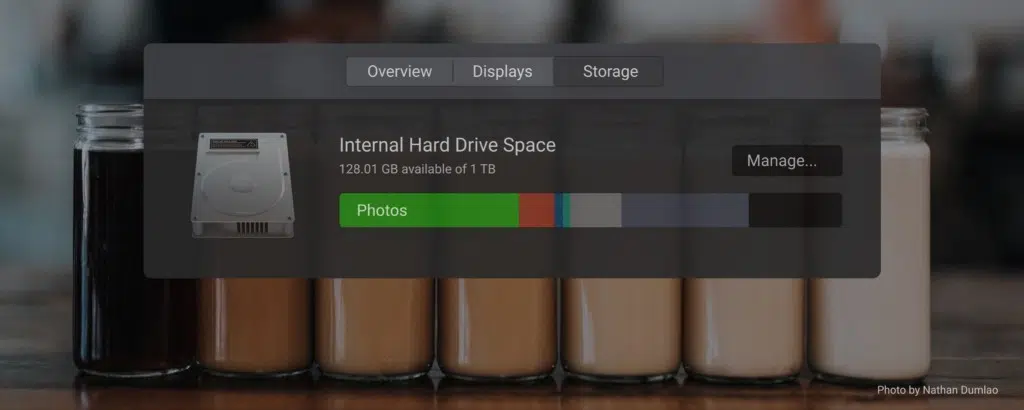 Overview Displays Storage
Internal Hard Drive Space
128.01 GB available of 1 TB
Manage...
Photos
Photo by Nathan Dumlao